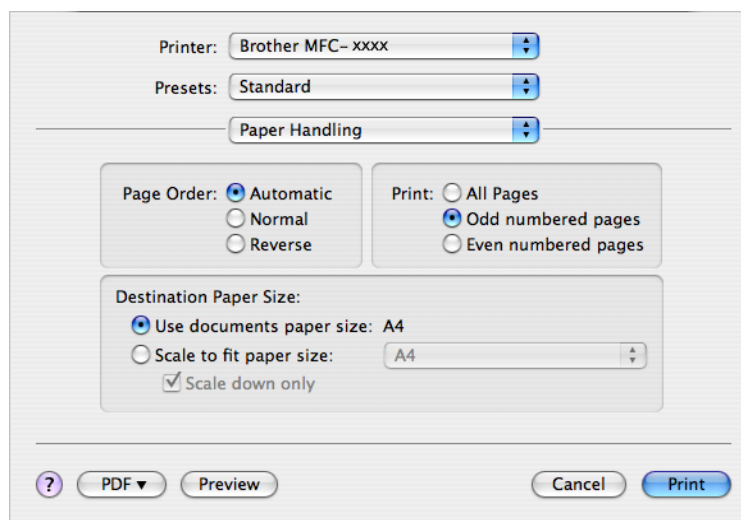 Printer: Brother MFC- xxxx
Presets: Standard
Paper Handling
Page Order: Automatic
Normal
Reverse
Print: All Pages
Odd numbered pages
Even numbered pages
Destination Paper Size:
Use documents paper size: A4
Scale to fit paper size: A4
Scale down only
? PDF ▼ Preview Cancel Print